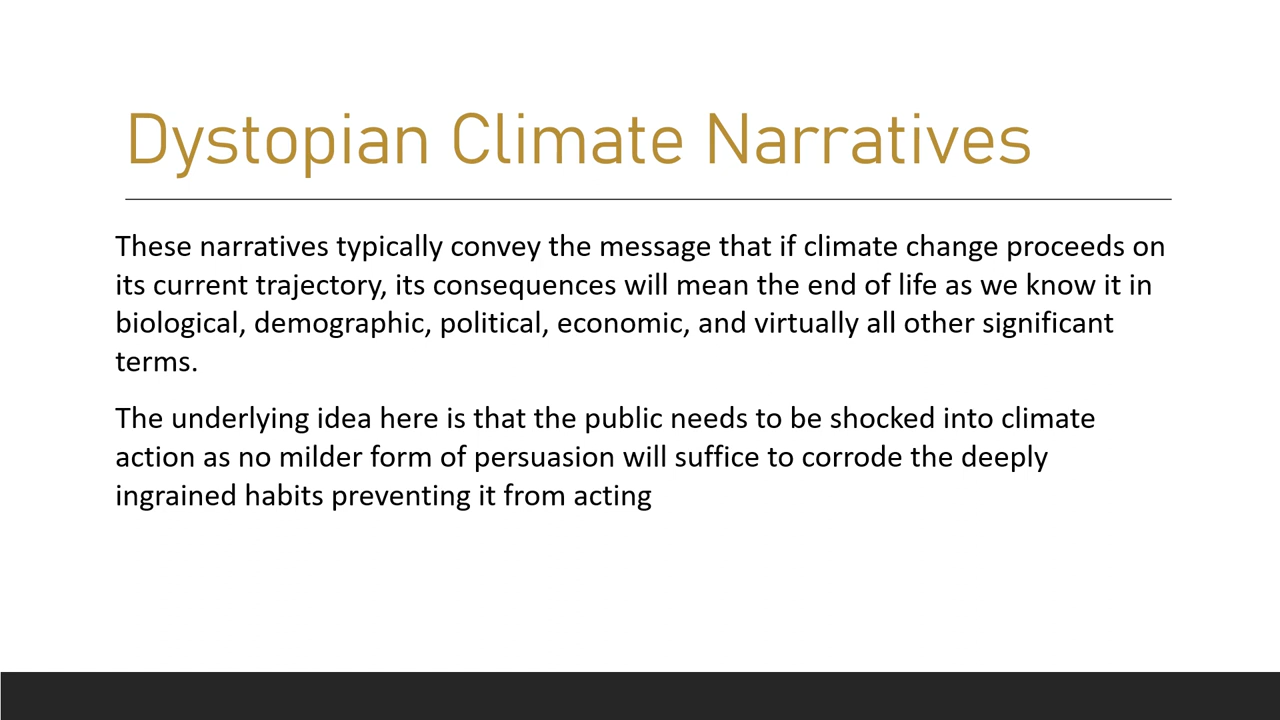 Dystopian Climate Narratives
These narratives typically convey the message that if climate change proceeds on
its current trajectory, its consequences will mean the end of life as we know it in
biological, demographic, political, economic, and virtually all other significant
terms.
The underlying idea here is that the public needs to be shocked into climate
action as no milder form of persuasion will suffice to corrode the deeply
ingrained habits preventing it from acting